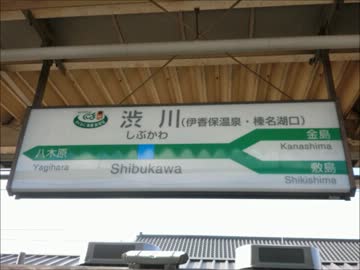 渋川(伊香保温泉・榛名湖口)
しぶかわ
Shibukawa
八木原
Yagihara
金島
Kanashima
敷島
Shikishima